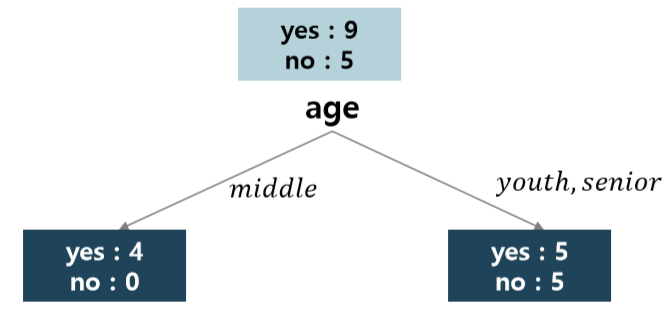 yes : 9
no : 5
age
middle
youth, senior
yes : 4
no : 0
yes : 5
no : 5